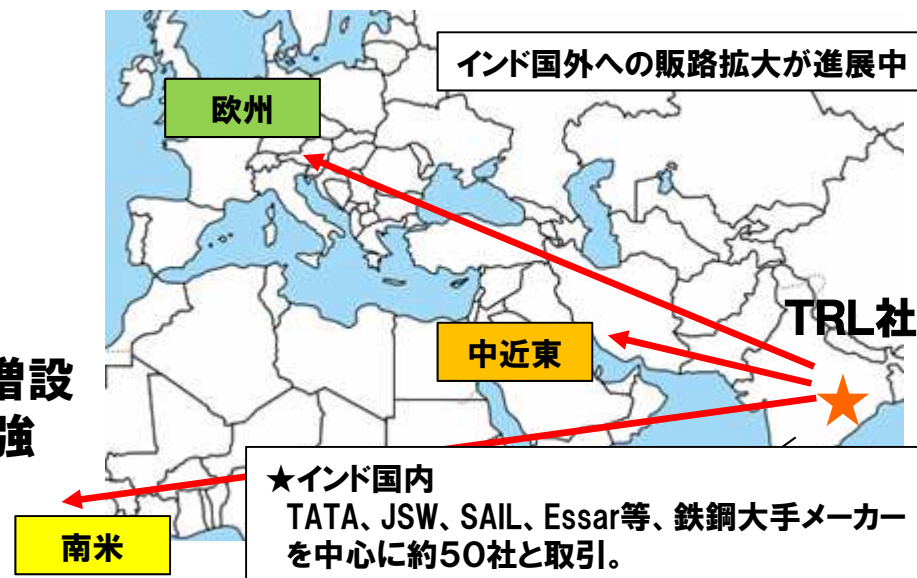 インド国外への販路拡大が進展中
欧州
TRL社
中近東
増設
強
★インド国内
TATA、JSW、SAIL、Essar等、鉄鋼大手メーカー
を中心に約50社と取引。
南米